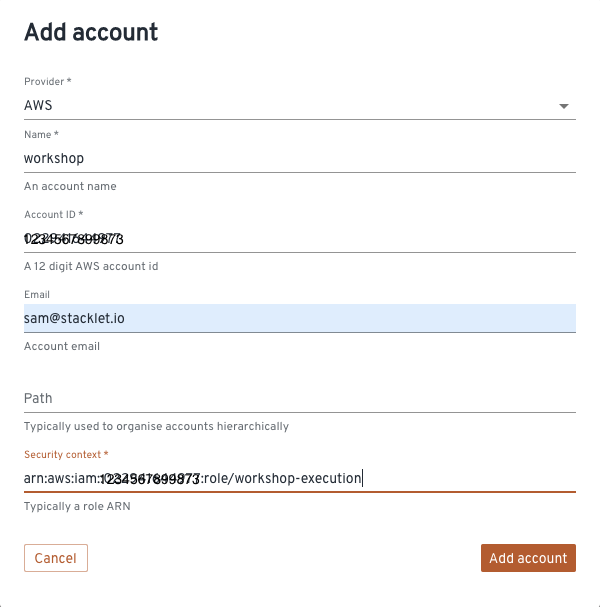 Add account
Provider *
AWS
Name *
workshop
An account name
Account ID *
1234567899873
A 12 digit AWS account id
Email
sam@stacklet.io
Account email
Path
Typically used to organise accounts hierarchically
Security context *
arn:aws:iam::1234567899873:role/workshop-execution
Typically a role ARN
Cancel
Add account